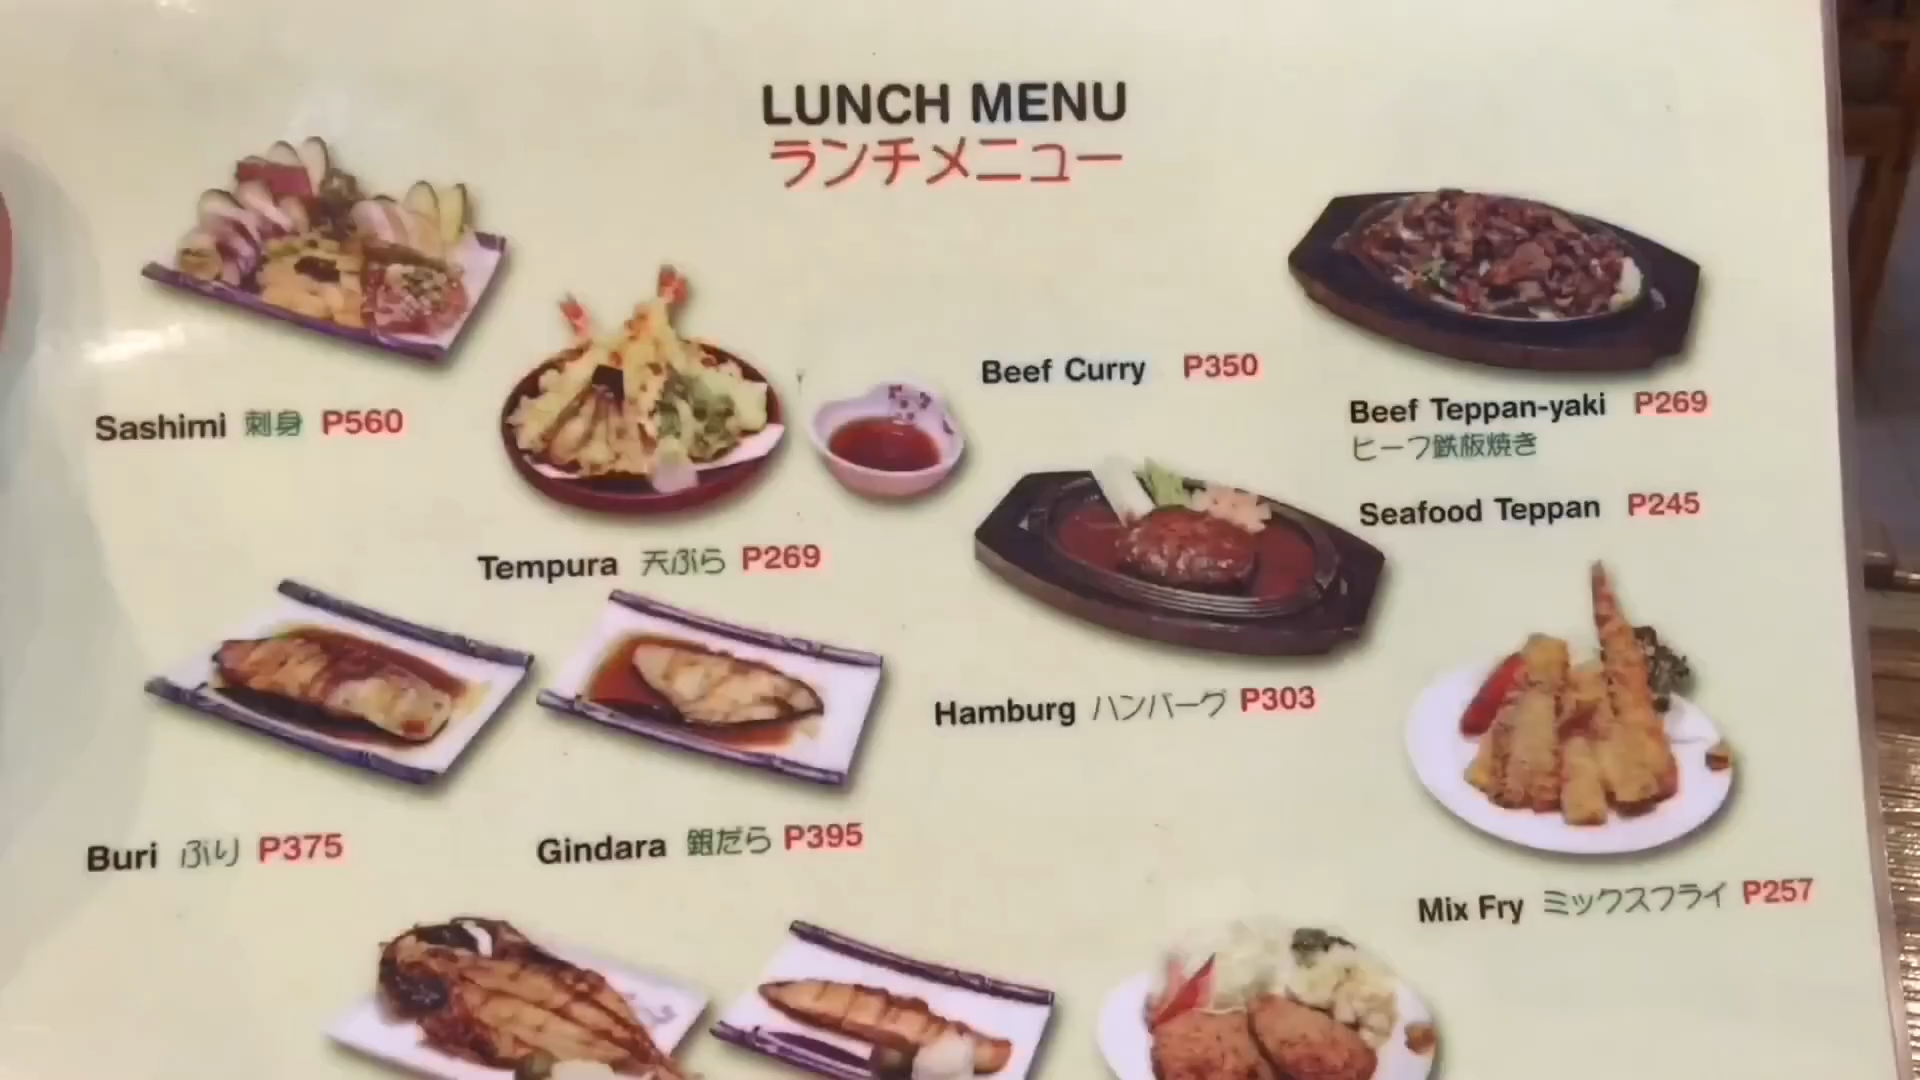 LUNCH MENU
ランチメニュー
Beef Curry P350
Beef Teppan-yaki P269
ビーフ鉄板焼き
Sashimi 刺身 P560
Seafood Teppan P245
Tempura 天ぷら P269
Hamburg ハンバーグ P303
Buri ぶり P375
Gindara 銀だら P395
Mix Fry ミックスフライ P257